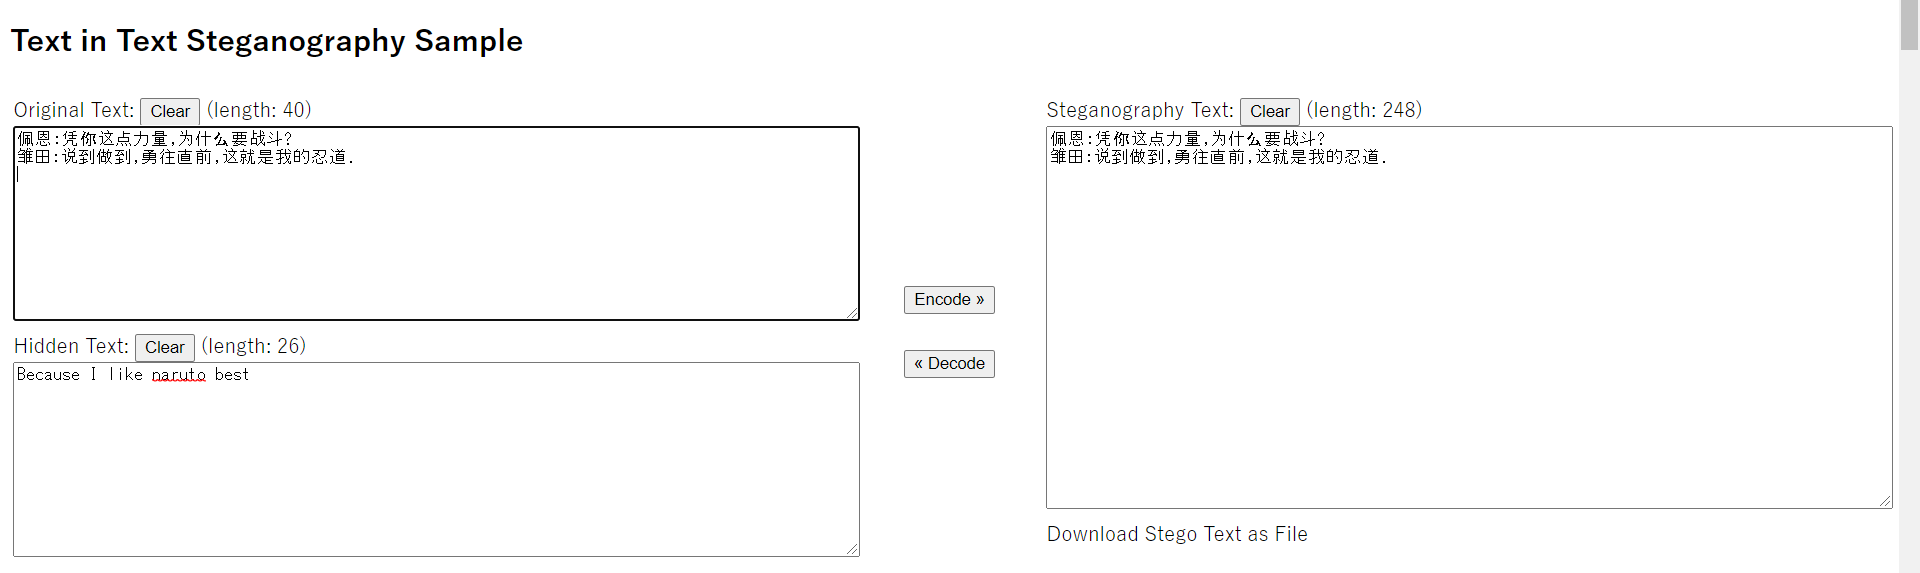 Text in Text Steganography Sample
Original Text: Clear (length: 40)
佩恩:凭你这点力量,为什么要战斗?
雏田:说到做到,勇往直前,这就是我的忍道.
Hidden Text: Clear (length: 26)
Because I like naruto best
Encode »
« Decode
Steganography Text: Clear (length: 248)
佩恩:凭你这点力量,为什么要战斗?
雏田:说到做到,勇往直前,这就是我的忍道.
Download Stego Text as File